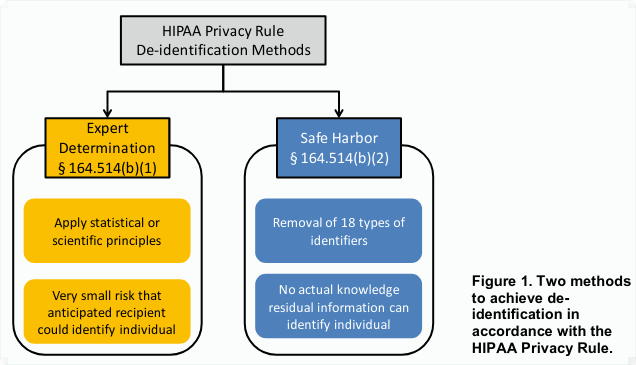 HIPAA Privacy Rule
De-identification Methods
Expert
Determination
§ 164.514(b)(1)
Apply statistical or
scientific principles
Very small risk that
anticipated recipient
could identify individual
Safe Harbor
§ 164.514(b)(2)
Removal of 18 types of
identifiers
No actual knowledge
residual information can
identify individual
Figure 1. Two methods
to achieve de-
identification in
accordance with the
HIPAA Privacy Rule.